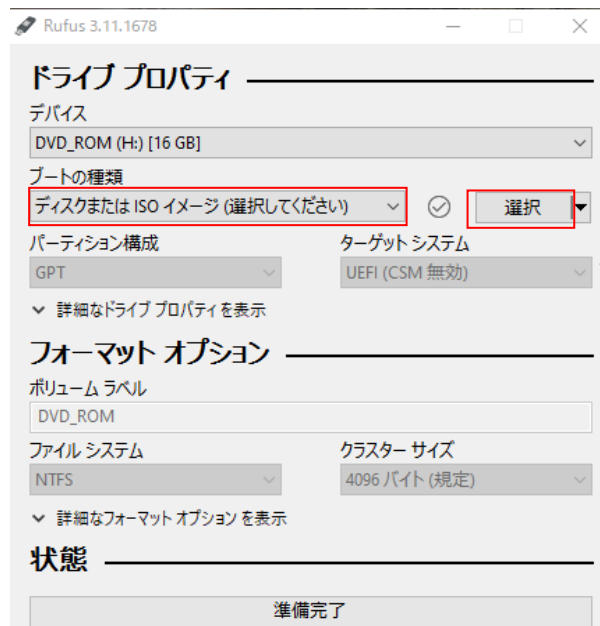 Rufus 3.11.1678
ドライブ プロパティ
デバイス
DVD_ROM (H:) [16 GB]
ブートの種類
ディスクまたは ISO イメージ (選択してください)
選択
パーティション構成
ターゲット システム
GPT
UEFI (CSM 無効)
詳細なドライブ プロパティを表示
フォーマット オプション
ボリューム ラベル
DVD_ROM
ファイル システム
クラスター サイズ
NTFS
4096 バイト (規定)
詳細なフォーマット オプション を表示
状態
準備完了